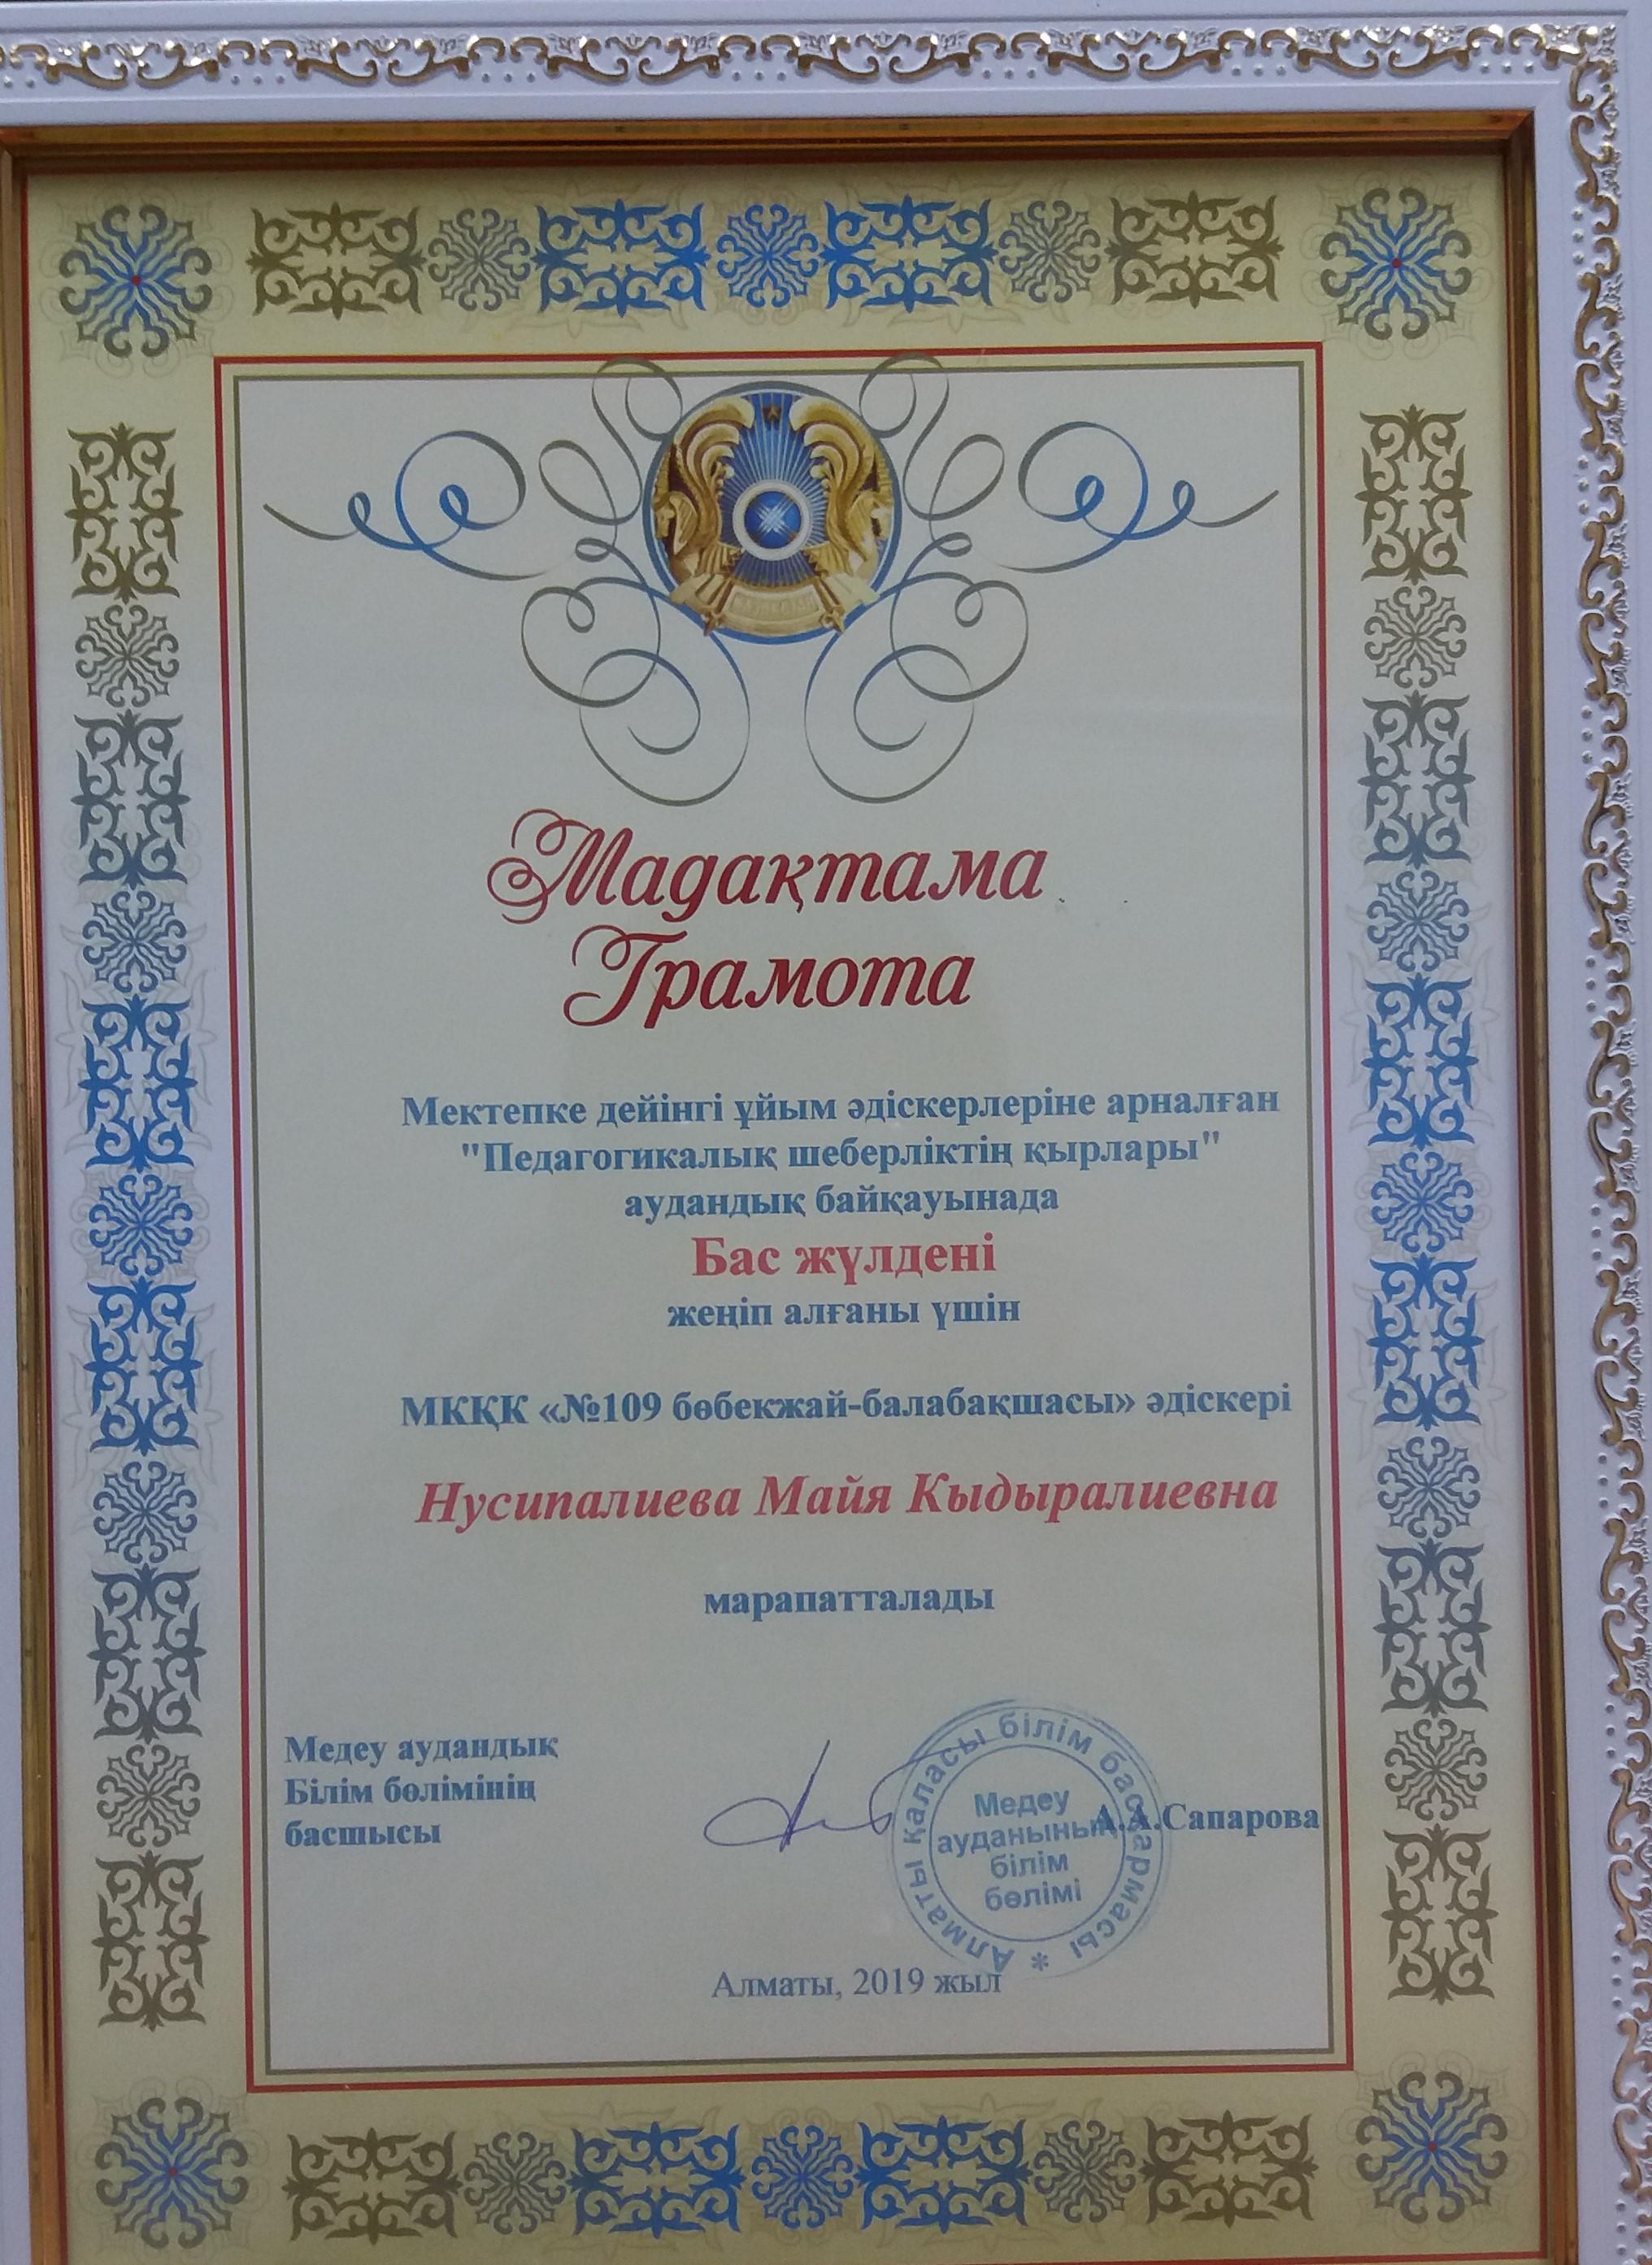 ҚАЗАҚСТАН
Мадақтама
Грамота
Мектепке дейінгі ұйым әдіскерлеріне арналған
"Педагогикалық шеберліктің қырлары"
аудандық байқауынада
Бас жүлдені
жеңіп алғаны үшін
МКҚК «№109 бөбекжай-балабақшасы» әдіскері
Нусипалиева Майя Кыдыралиевна
марапатталады
Медеу аудандық
Білім бөлімінің
басшысы
Алматы қаласы білім басқармасы *
Медеу
ауданының
білім
бөлімі
А.А.Сапарова
Алматы, 2019 жыл